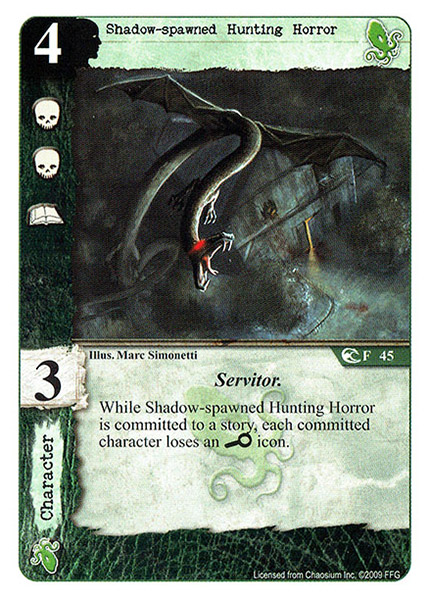 4
Shadow-spawned Hunting Horror
Illus. Marc Simonetti
F 45
3
Servitor.
While Shadow-spawned Hunting Horror
is committed to a story, each committed
character loses an icon.
Character
Licensed from Chaosium Inc. ©2009 FFG